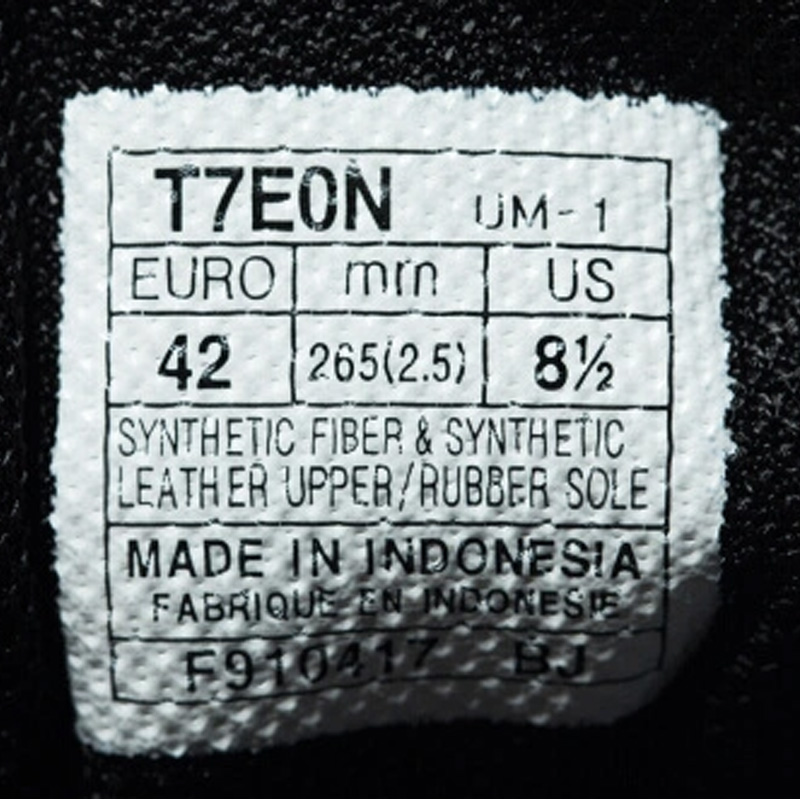 T7E0N UM-1
EURO mm US
42 265(2.5) 8½
SYNTHETIC FIBER & SYNTHETIC
LEATHER UPPER/RUBBER SOLE
MADE IN INDONESIA
FABRIQUE EN INDONESIE
F910417 BJ